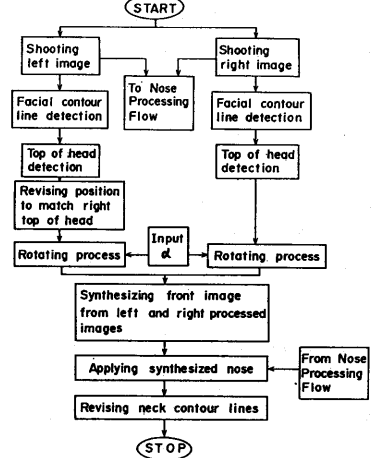 START
Shooting
left image
Shooting
right image
To Nose
Processing
Flow
Facial contour
line detection
Facial contour
line detection
Top of head
detection
Top of head
detection
Revising position
to match right
top of head
Input
α
Rotating process
Rotating process
Synthesizing front image
from left and right processed
images
Applying synthesized nose
From Nose
Processing
Flow
Revising neck contour lines
STOP